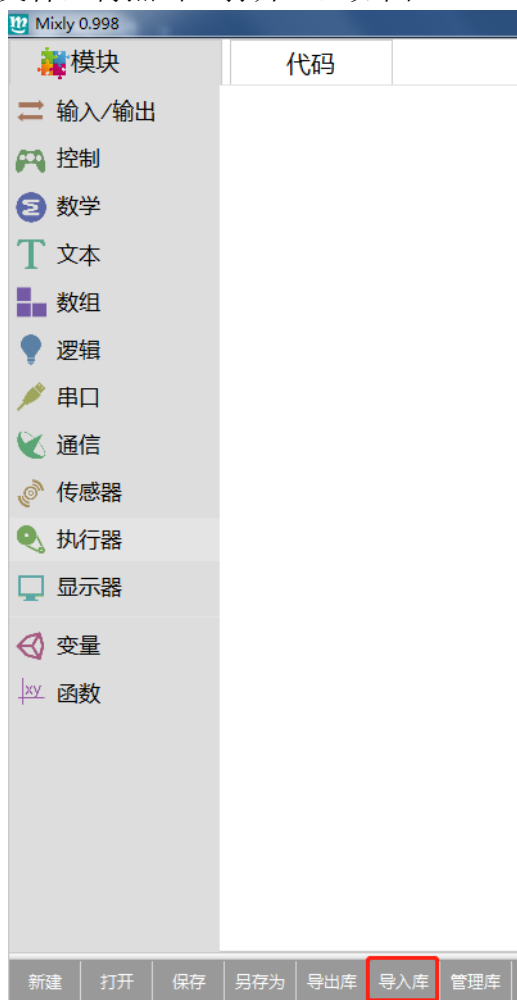 Mixly 0.998
模块
代码
输入/输出
控制
数学
文本
数组
逻辑
串口
通信
传感器
执行器
显示器
变量
xy 函数
新建 打开 保存 另存为 导出库 导入库 管理库